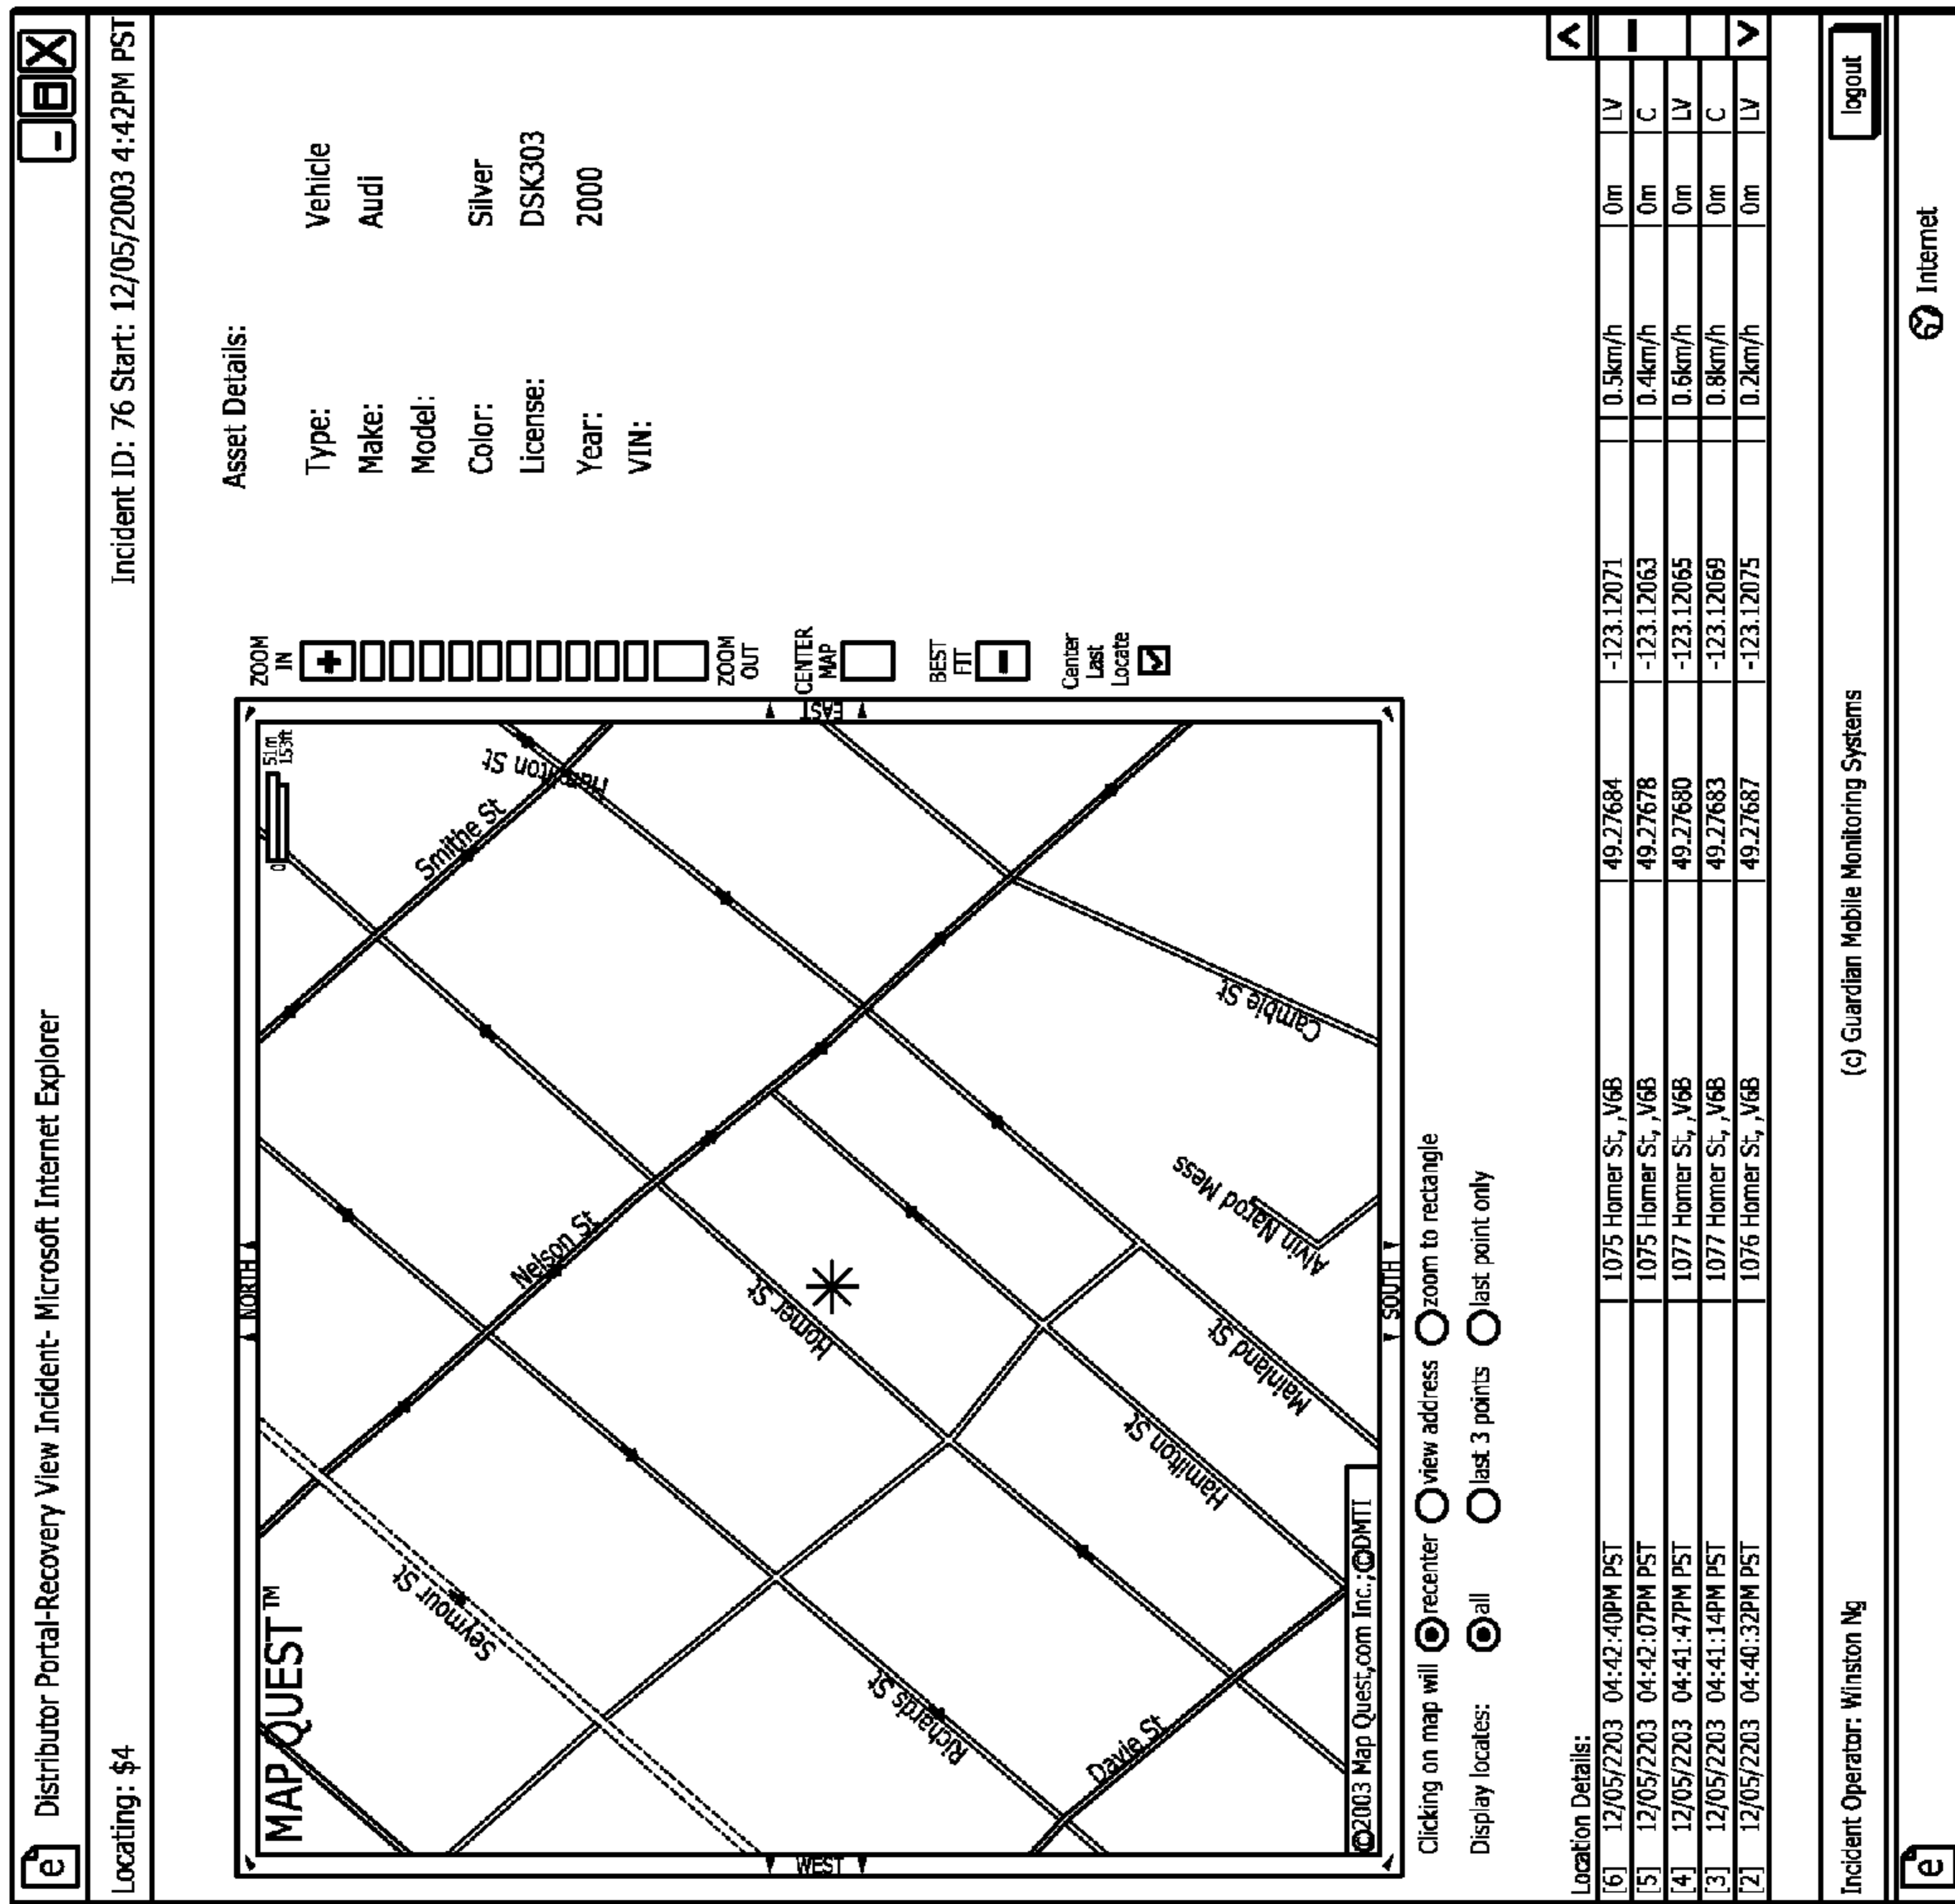 Distributor Portal-Recovery View Incident- Microsoft Internet Explorer
Locating: $4 Incident ID: 76 Start: 12/05/2003 4:42PM PST
MAP QUEST™
NORTH
SOUTH
EAST
WEST
0 51m
153ft
Smithe St
Hamilton St
Seymour St
Nelson St
Homer St
Richards St
Davie St
Hamilton St
Mainland St
Alvin Narod Mess
Cambie St
©2003 Map Quest,com Inc.;©DMTI
ZOOM
IN
ZOOM
OUT
CENTER
MAP
BEST
FIT
Center
Last
Locate
Asset Details:
Type: Vehicle
Make: Audi
Model:
Color: Silver
License: DSK303
Year: 2000
VIN:
Clicking on map will recenter view address zoom to rectangle
Display locates: all last 3 points last point only
Location Details:
[6] 12/05/2203 04:42:40PM PST 1075 Homer St, ,V6B 49.27684 -123.12071 0.5km/h 0m LV
[5] 12/05/2203 04:42:07PM PST 1075 Homer St, ,V6B 49.27678 -123.12063 0.4km/h 0m C
[4] 12/05/2203 04:41:47PM PST 1077 Homer St, ,V6B 49.27680 -123.12065 0.6km/h 0m LV
[3] 12/05/2203 04:41:14PM PST 1077 Homer St, ,V6B 49.27683 -123.12069 0.8km/h 0m C
[2] 12/05/2203 04:40:32PM PST 1076 Homer St, ,V6B 49.27687 -123.12075 0.2km/h 0m LV
Incident Operator: Winston Ng (c) Guardian Mobile Monitoring Systems logout
Internet